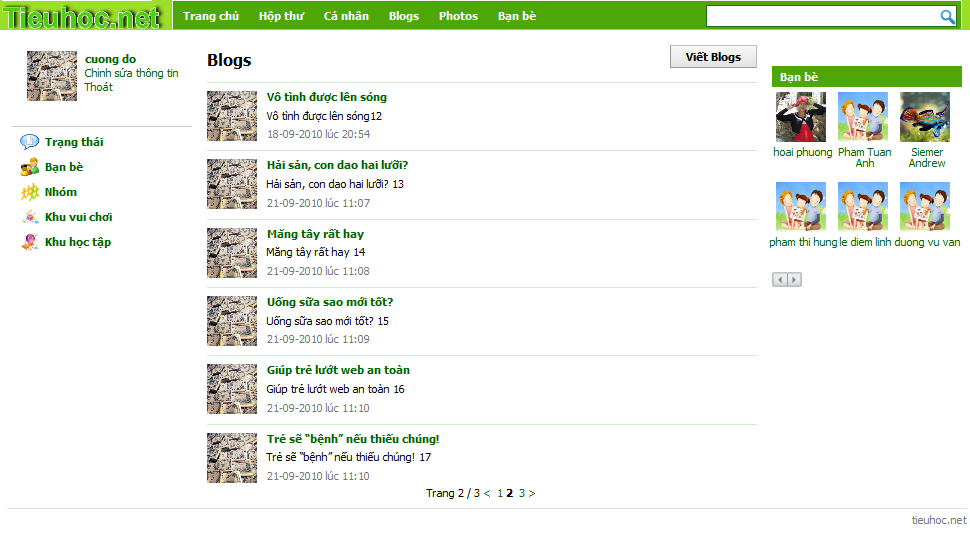 Tieuhoc.net
Trang chủ Hộp thư Cá nhân Blogs Photos Bạn bè
cuong do
Chỉnh sửa thông tin
Thoát
Trạng thái
Bạn bè
Nhóm
Khu vui chơi
Khu học tập
Blogs
Viết Blogs
Vô tình được lên sóng
Vô tình được lên sóng12
18-09-2010 lúc 20:54
Hải sản, con dao hai lưỡi?
Hải sản, con dao hai lưỡi? 13
21-09-2010 lúc 11:07
Măng tây rất hay
Măng tây rất hay 14
21-09-2010 lúc 11:08
Uống sữa sao mới tốt?
Uống sữa sao mới tốt? 15
21-09-2010 lúc 11:09
Giúp trẻ lướt web an toàn
Giúp trẻ lướt web an toàn 16
21-09-2010 lúc 11:10
Trẻ sẽ “bệnh” nếu thiếu chúng!
Trẻ sẽ “bệnh” nếu thiếu chúng! 17
21-09-2010 lúc 11:10
Trang 2 / 3 < 1 2 3 >
Bạn bè
hoai phuong Pham Tuan Siemer
Anh Andrew
pham thi hung le diem linh duong vu van
tieuhoc.net